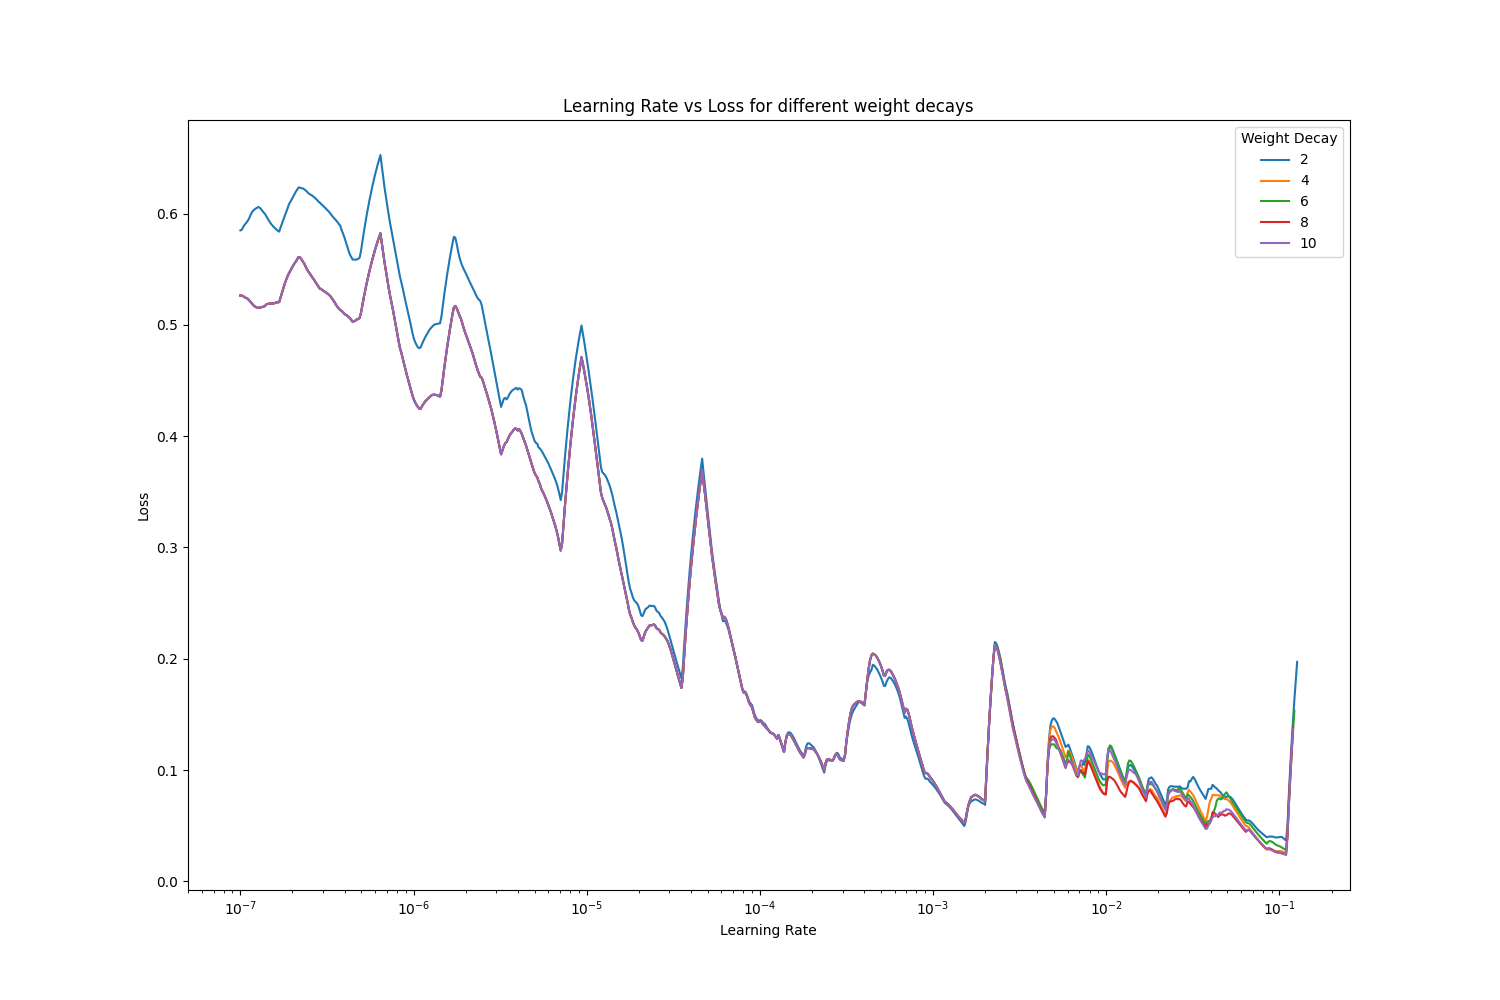 Learning Rate vs Loss for different weight decays
Weight Decay
2
4
6
8
10
0.6
0.5
0.4
0.3
0.2
0.1
0.0
Loss
10⁻⁷ 10⁻⁶ 10⁻⁵ 10⁻⁴ 10⁻³ 10⁻² 10⁻¹
Learning Rate